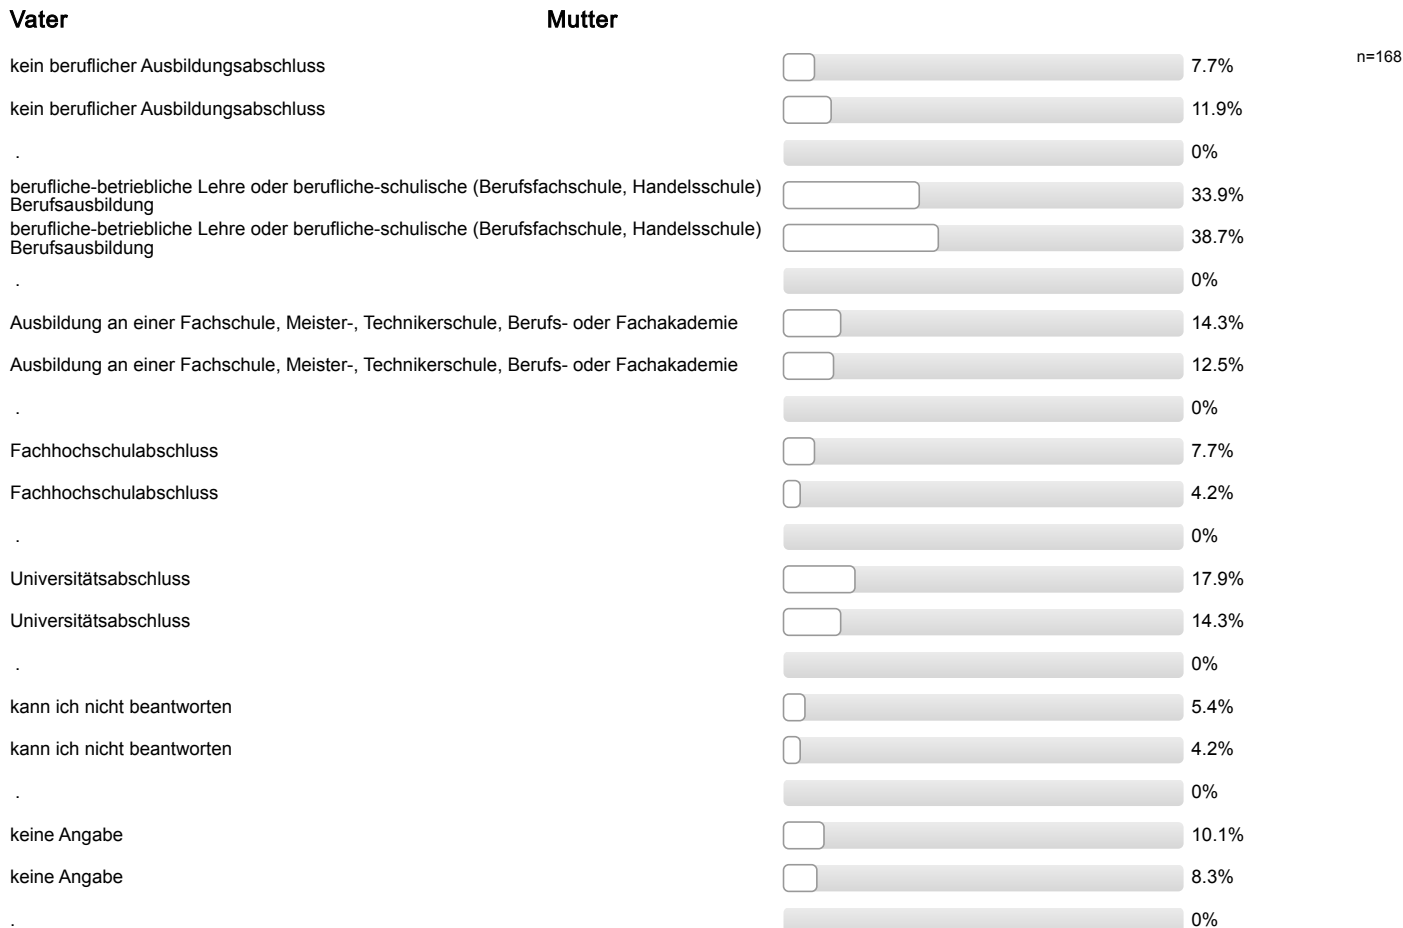 Vater Mutter
kein beruflicher Ausbildungsabschluss 7.7% n=168
kein beruflicher Ausbildungsabschluss 11.9%
. 0%
berufliche-betriebliche Lehre oder berufliche-schulische (Berufsfachschule, Handelsschule)
Berufsausbildung 33.9%
berufliche-betriebliche Lehre oder berufliche-schulische (Berufsfachschule, Handelsschule)
Berufsausbildung 38.7%
. 0%
Ausbildung an einer Fachschule, Meister-, Technikerschule, Berufs- oder Fachakademie 14.3%
Ausbildung an einer Fachschule, Meister-, Technikerschule, Berufs- oder Fachakademie 12.5%
. 0%
Fachhochschulabschluss 7.7%
Fachhochschulabschluss 4.2%
. 0%
Universitätsabschluss 17.9%
Universitätsabschluss 14.3%
. 0%
kann ich nicht beantworten 5.4%
kann ich nicht beantworten 4.2%
. 0%
keine Angabe 10.1%
keine Angabe 8.3%
. 0%